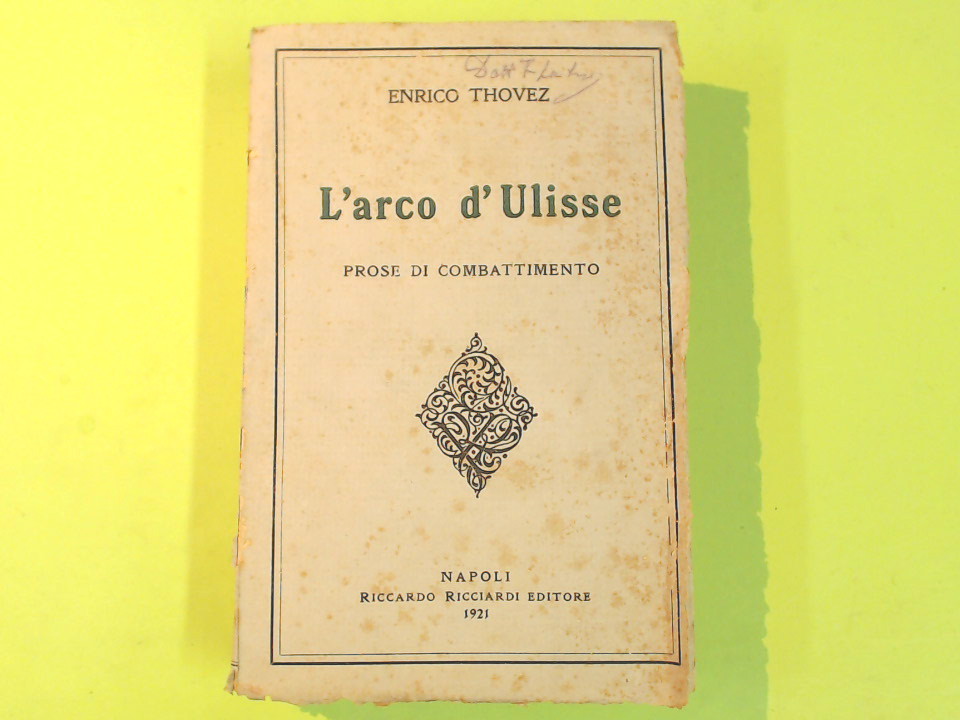 ENRICO THOVEZ
L'arco d'Ulisse
PROSE DI COMBATTIMENTO
NAPOLI
RICCARDO RICCIARDI EDITORE
1921